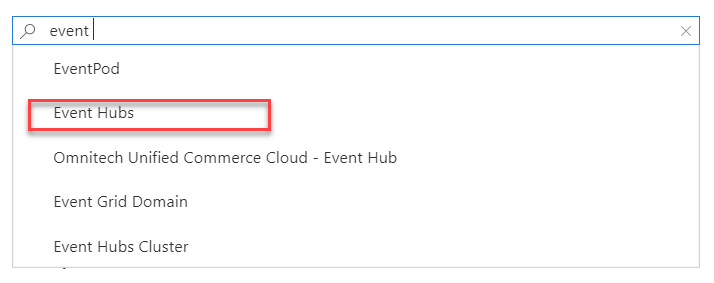 event
EventPod
Event Hubs
Omnitech Unified Commerce Cloud - Event Hub
Event Grid Domain
Event Hubs Cluster